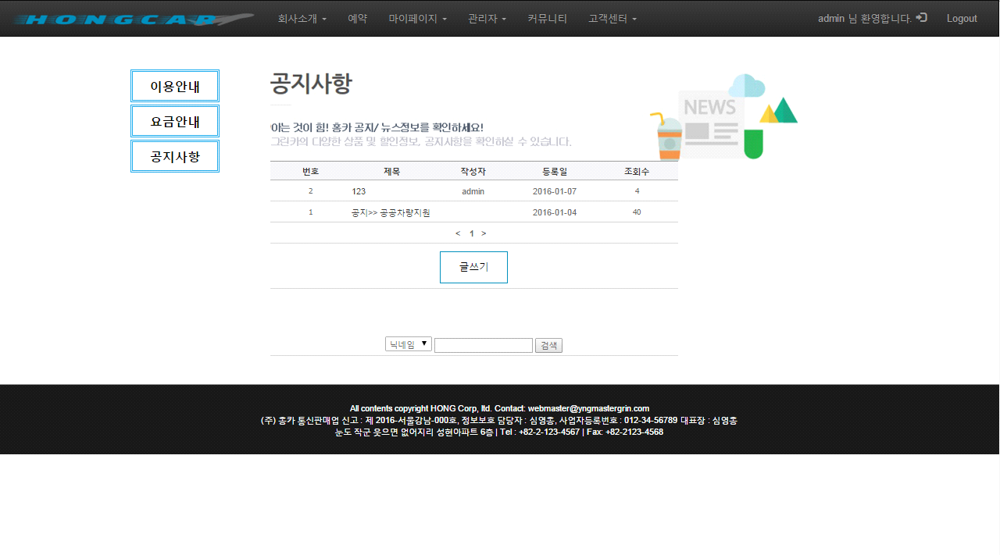 HONGCAR 회사소개 예약 마이페이지 관리자 커뮤니티 고객센터 admin 님 환영합니다. Logout
이용안내
요금안내
공지사항
공지사항
NEWS
'아는 것이 힘! 홍카 공지/ 뉴스정보를 확인하세요!
그린카의 다양한 상품 및 할인정보, 공지사항을 확인하실 수 있습니다.
번호 제목 작성자 등록일 조회수
2 123 admin 2016-01-07 4
1 공지>> 공공차량지원 2016-01-04 40
< 1 >
글쓰기
닉네임 ▼ 검색
All contents copyright HONG Corp, ltd. Contact: webmaster@yngmastergrin.com
(주) 홍카 통신판매업 신고 : 제 2016-서울강남-000호, 정보보호 담당자 : 심영홍, 사업자등록번호 : 012-34-56789 대표장 : 심영홍
눈도 작군 웃으면 없어지리 성현아파트 6층 | Tel : +82-2-123-4567 | Fax: +82-2123-4568